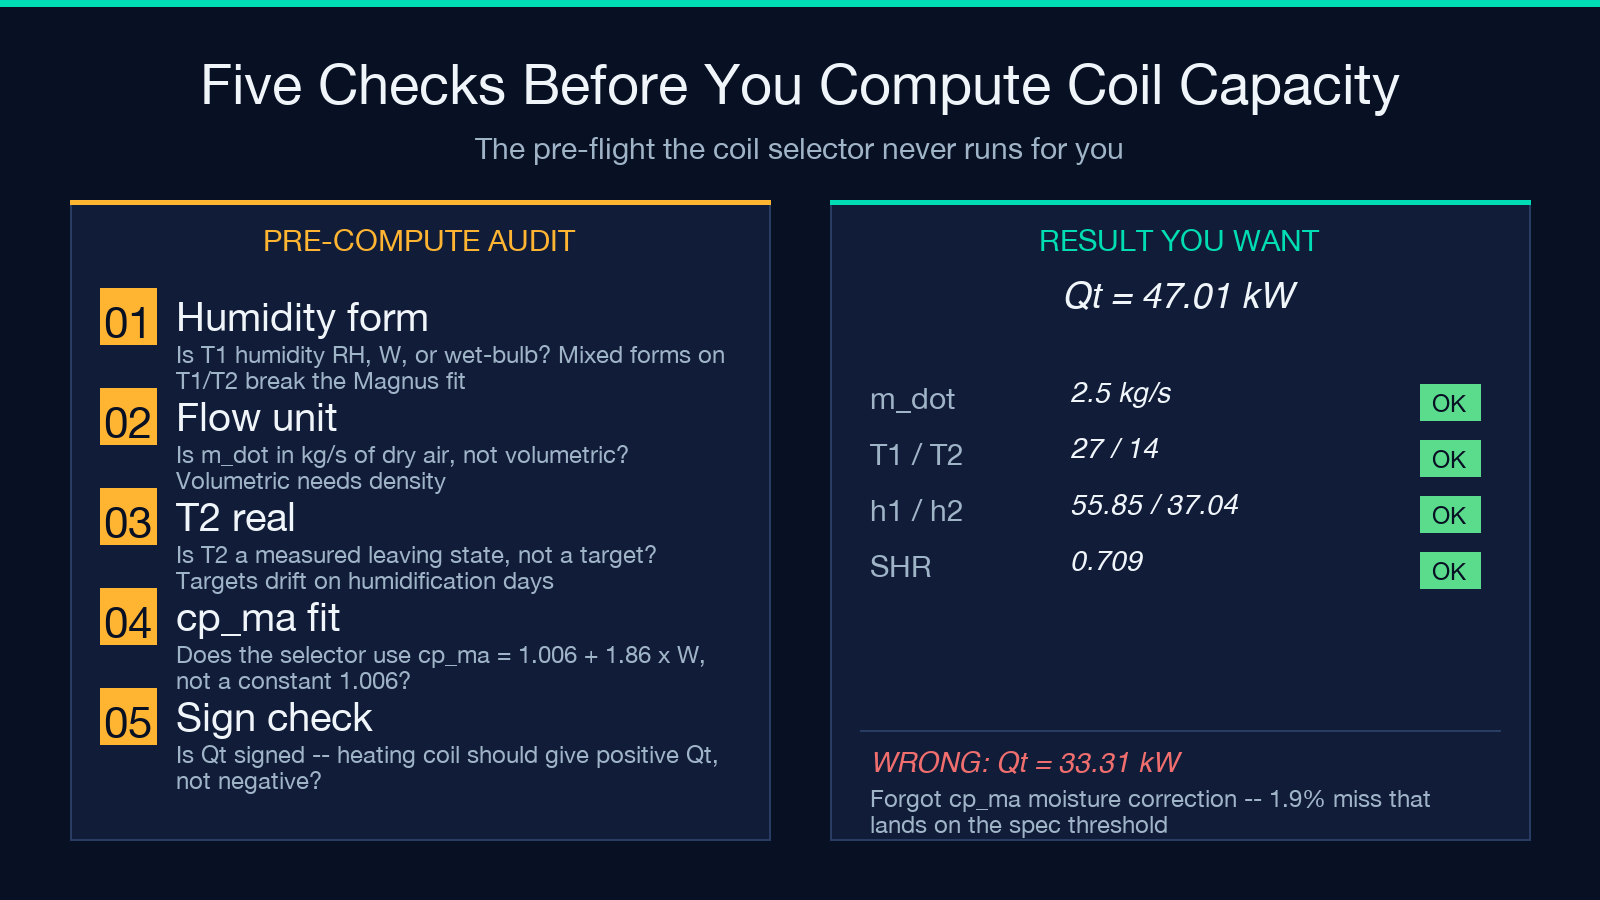 Five Checks Before You Compute Coil Capacity
The pre-flight the coil selector never runs for you
PRE-COMPUTE AUDIT
01
Humidity form
Is T1 humidity RH, W, or wet-bulb? Mixed forms on
T1/T2 break the Magnus fit
02
Flow unit
Is m_dot in kg/s of dry air, not volumetric?
Volumetric needs density
03
T2 real
Is T2 a measured leaving state, not a target?
Targets drift on humidification days
04
cp_ma fit
Does the selector use cp_ma = 1.006 + 1.86 x W,
not a constant 1.006?
05
Sign check
Is Qt signed -- heating coil should give positive Qt,
not negative?
RESULT YOU WANT
Qt = 47.01 kW
m_dot 2.5 kg/s OK
T1 / T2 27 / 14 OK
h1 / h2 55.85 / 37.04 OK
SHR 0.709 OK
WRONG: Qt = 33.31 kW
Forgot cp_ma moisture correction -- 1.9% miss that
lands on the spec threshold